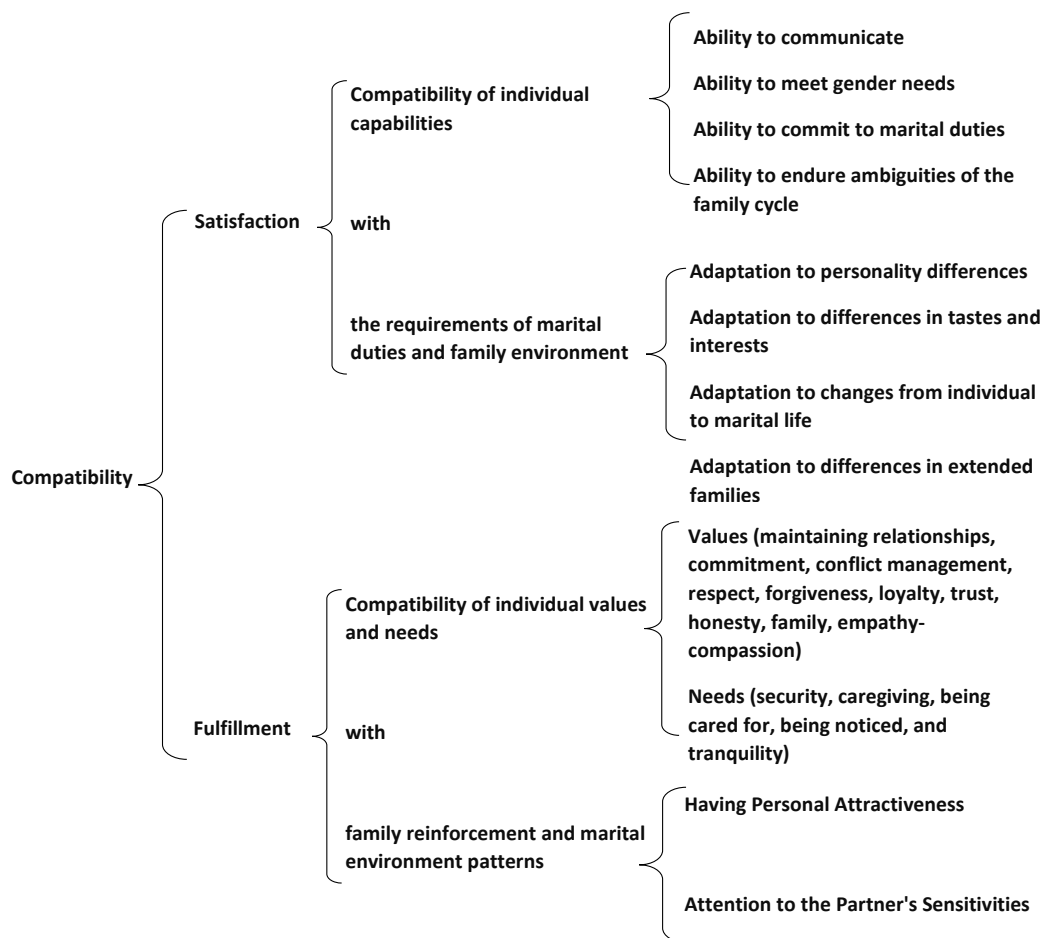 Ability to communicate
Ability to meet gender needs
Compatibility of individual
capabilities
Ability to commit to marital duties
Ability to endure ambiguities of the
family cycle
Satisfaction
with
Adaptation to personality differences
Adaptation to differences in tastes and
interests
the requirements of marital
duties and family environment
Adaptation to changes from individual
to marital life
Compatibility
Adaptation to differences in extended
families
Values (maintaining relationships,
commitment, conflict management,
respect, forgiveness, loyalty, trust,
honesty, family, empathy-
compassion)
Compatibility of individual values
and needs
Needs (security, caregiving, being
cared for, being noticed, and
tranquility)
Fulfillment
with
Having Personal Attractiveness
family reinforcement and marital
environment patterns
Attention to the Partner's Sensitivities